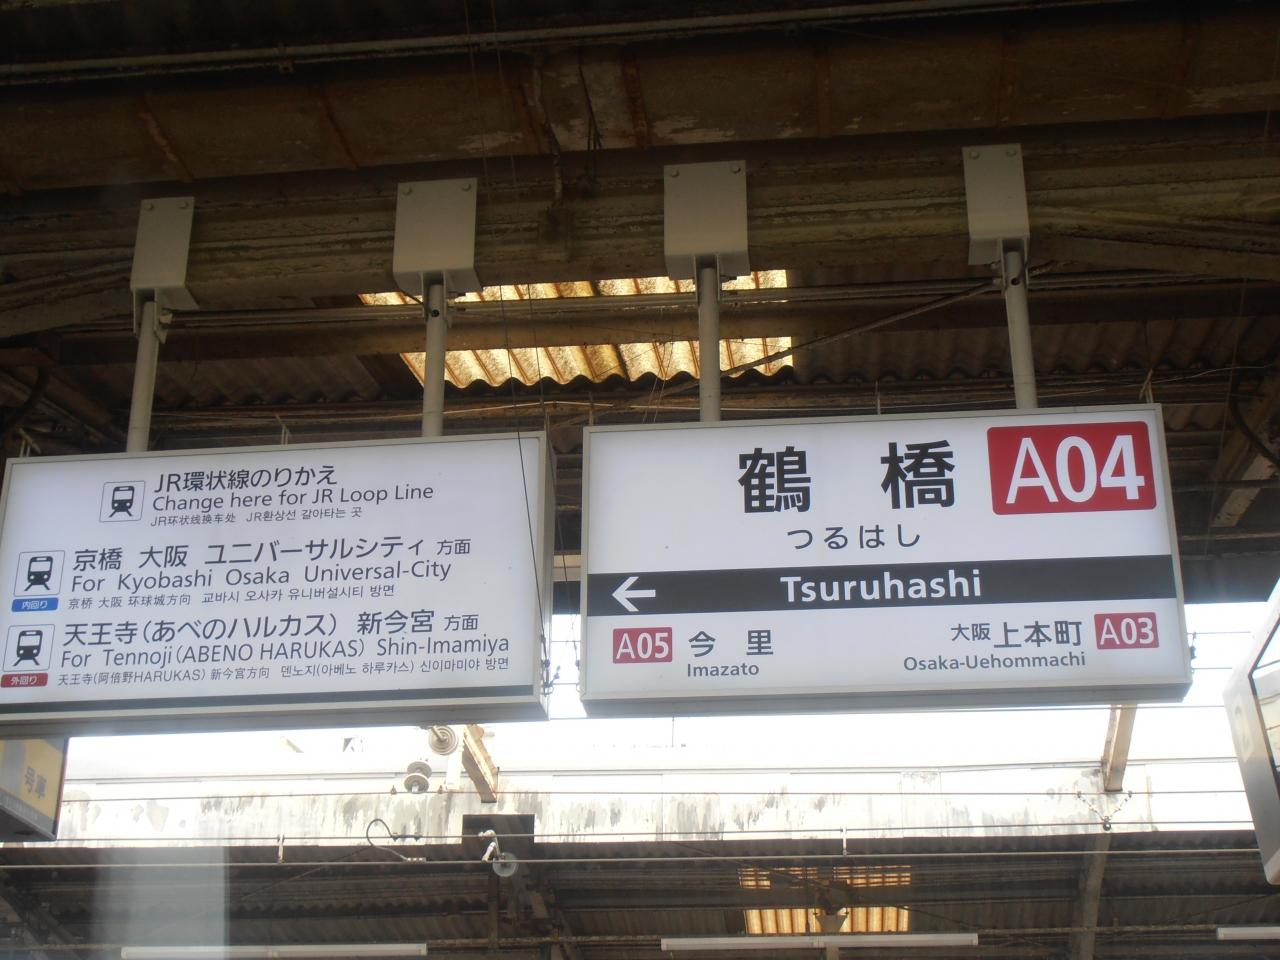 JR環状線のりかえ
Change here for JR Loop Line
JR环状线换车处 JR환상선 갈아타는 곳
京橋 大阪 ユニバーサルシティ 方面
For Kyobashi Osaka Universal-City
内回り
京桥 大阪 环球城方向 교바시 오사카 유니버설시티 방면
天王寺(あべのハルカス) 新今宮 方面
For Tennoji(ABENO HARUKAS) Shin-Imamiya
外回り
天王寺(阿倍野HARUKAS) 新今宫方向 덴노지(아베노 하루카스) 신이마미야 방면
鶴橋 A04
つるはし
← Tsuruhashi
A05 今里
Imazato
大阪上本町 A03
Osaka-Uehommachi
号車